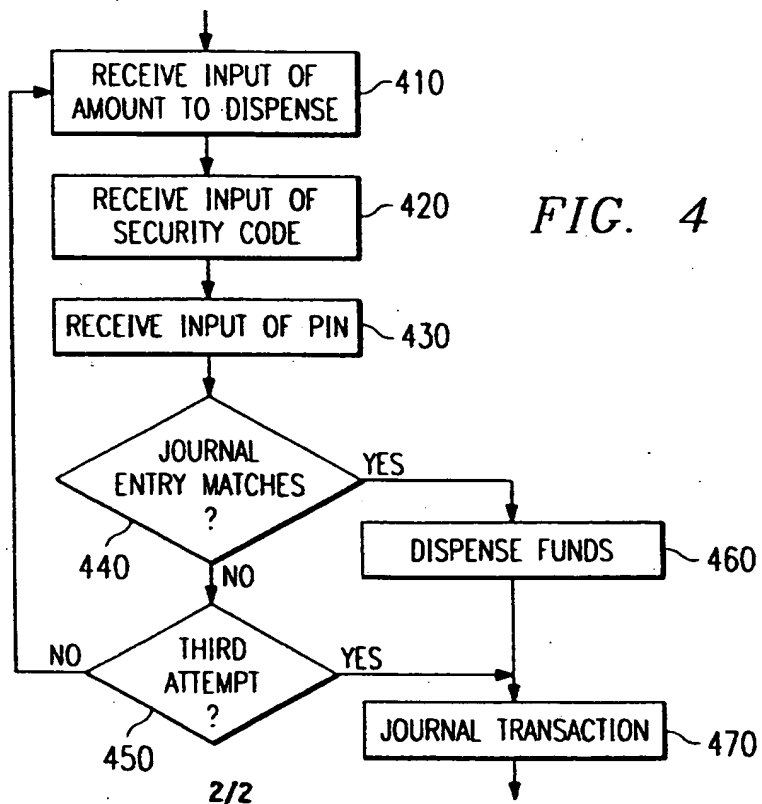 RECEIVE INPUT OF
AMOUNT TO DISPENSE
410
RECEIVE INPUT OF
SECURITY CODE
420
FIG. 4
RECEIVE INPUT OF PIN
430
JOURNAL
ENTRY MATCHES
?
YES
440
NO
DISPENSE FUNDS
460
THIRD
ATTEMPT
?
NO
YES
450
JOURNAL TRANSACTION
470
2/2